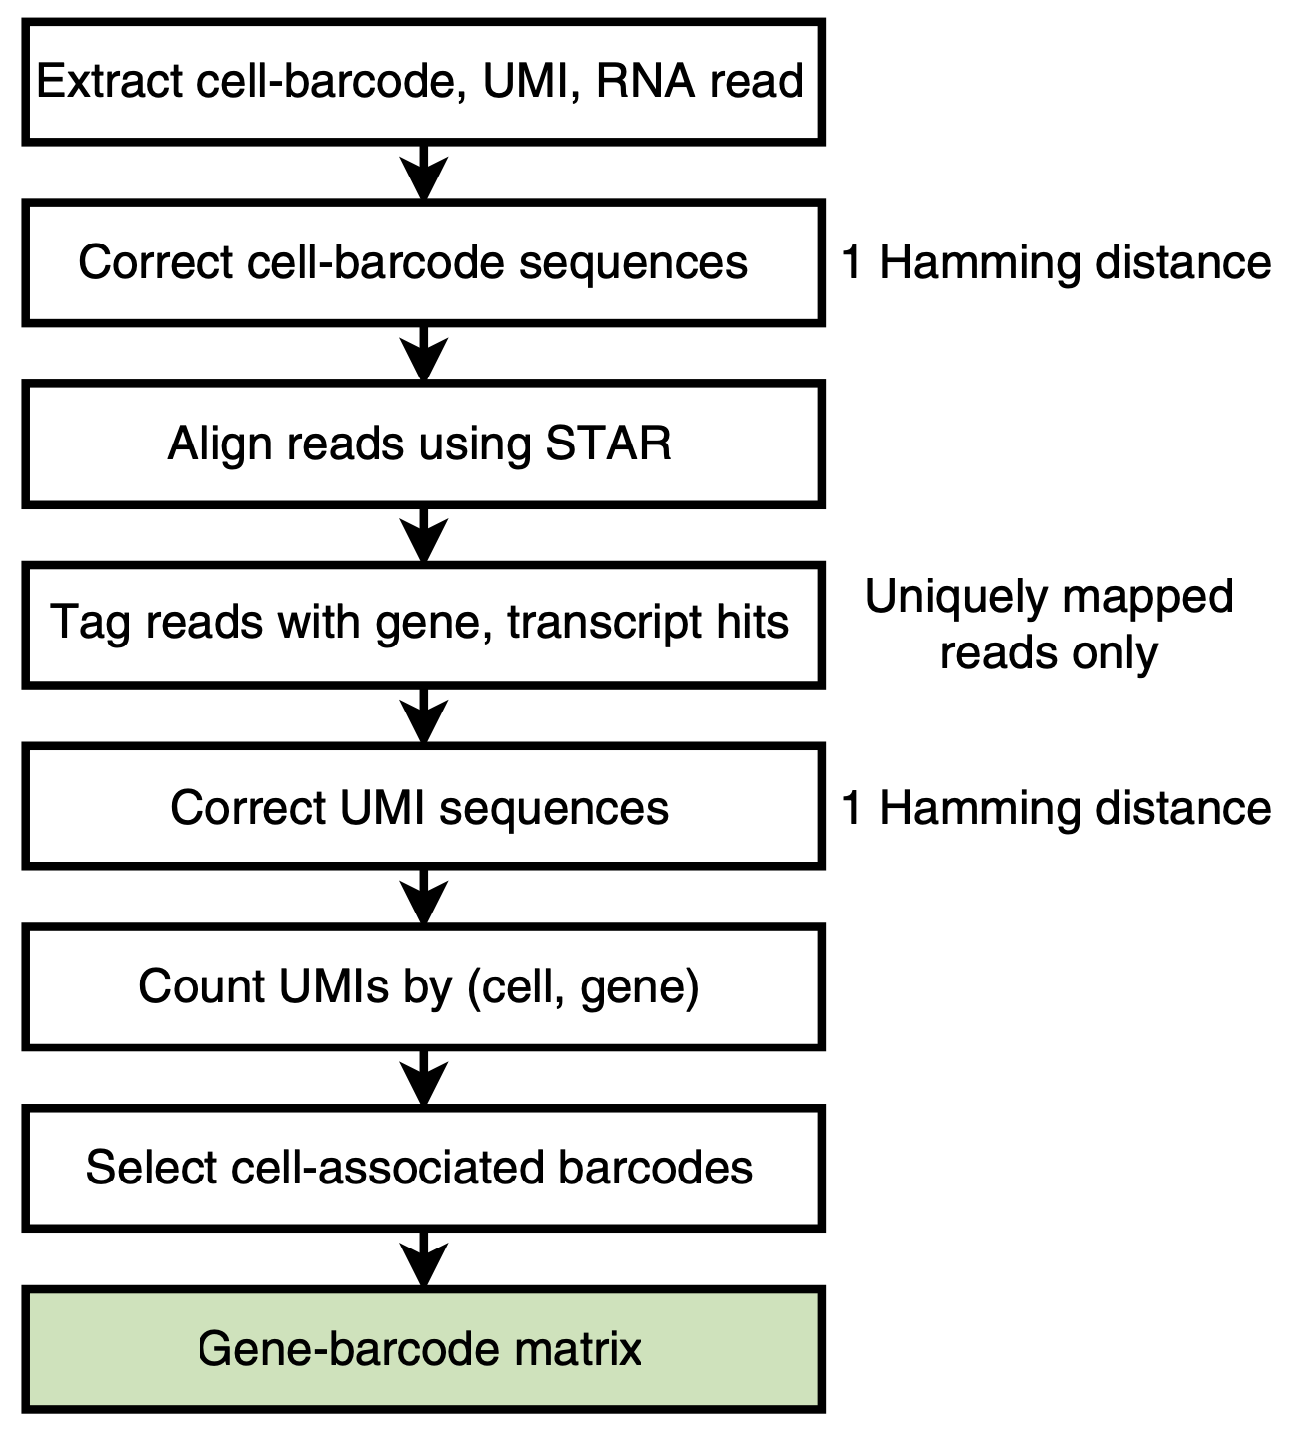 Extract cell-barcode, UMI, RNA read
Correct cell-barcode sequences
1 Hamming distance
Align reads using STAR
Tag reads with gene, transcript hits
Uniquely mapped
reads only
Correct UMI sequences
1 Hamming distance
Count UMIs by (cell, gene)
Select cell-associated barcodes
Gene-barcode matrix